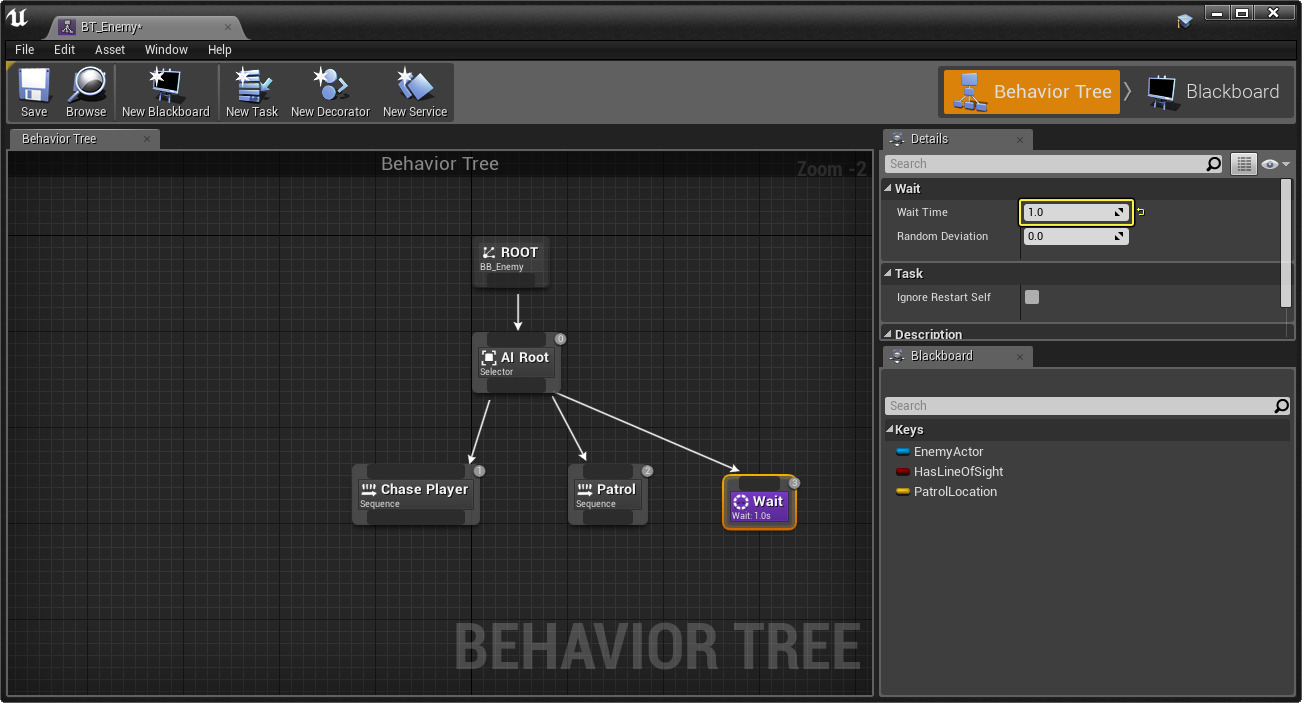 BT_Enemy*
File Edit Asset Window Help
Save Browse New Blackboard New Task New Decorator New Service
Behavior Tree Blackboard
Behavior Tree
Behavior Tree
Zoom -2
ROOT
BB_Enemy
0
AI Root
Selector
1
Chase Player
Sequence
2
Patrol
Sequence
3
Wait
Wait: 1.0s
BEHAVIOR TREE
Details
Search
Wait
Wait Time 1.0
Random Deviation 0.0
Task
Ignore Restart Self
Description
Blackboard
Search
Keys
EnemyActor
HasLineOfSight
PatrolLocation